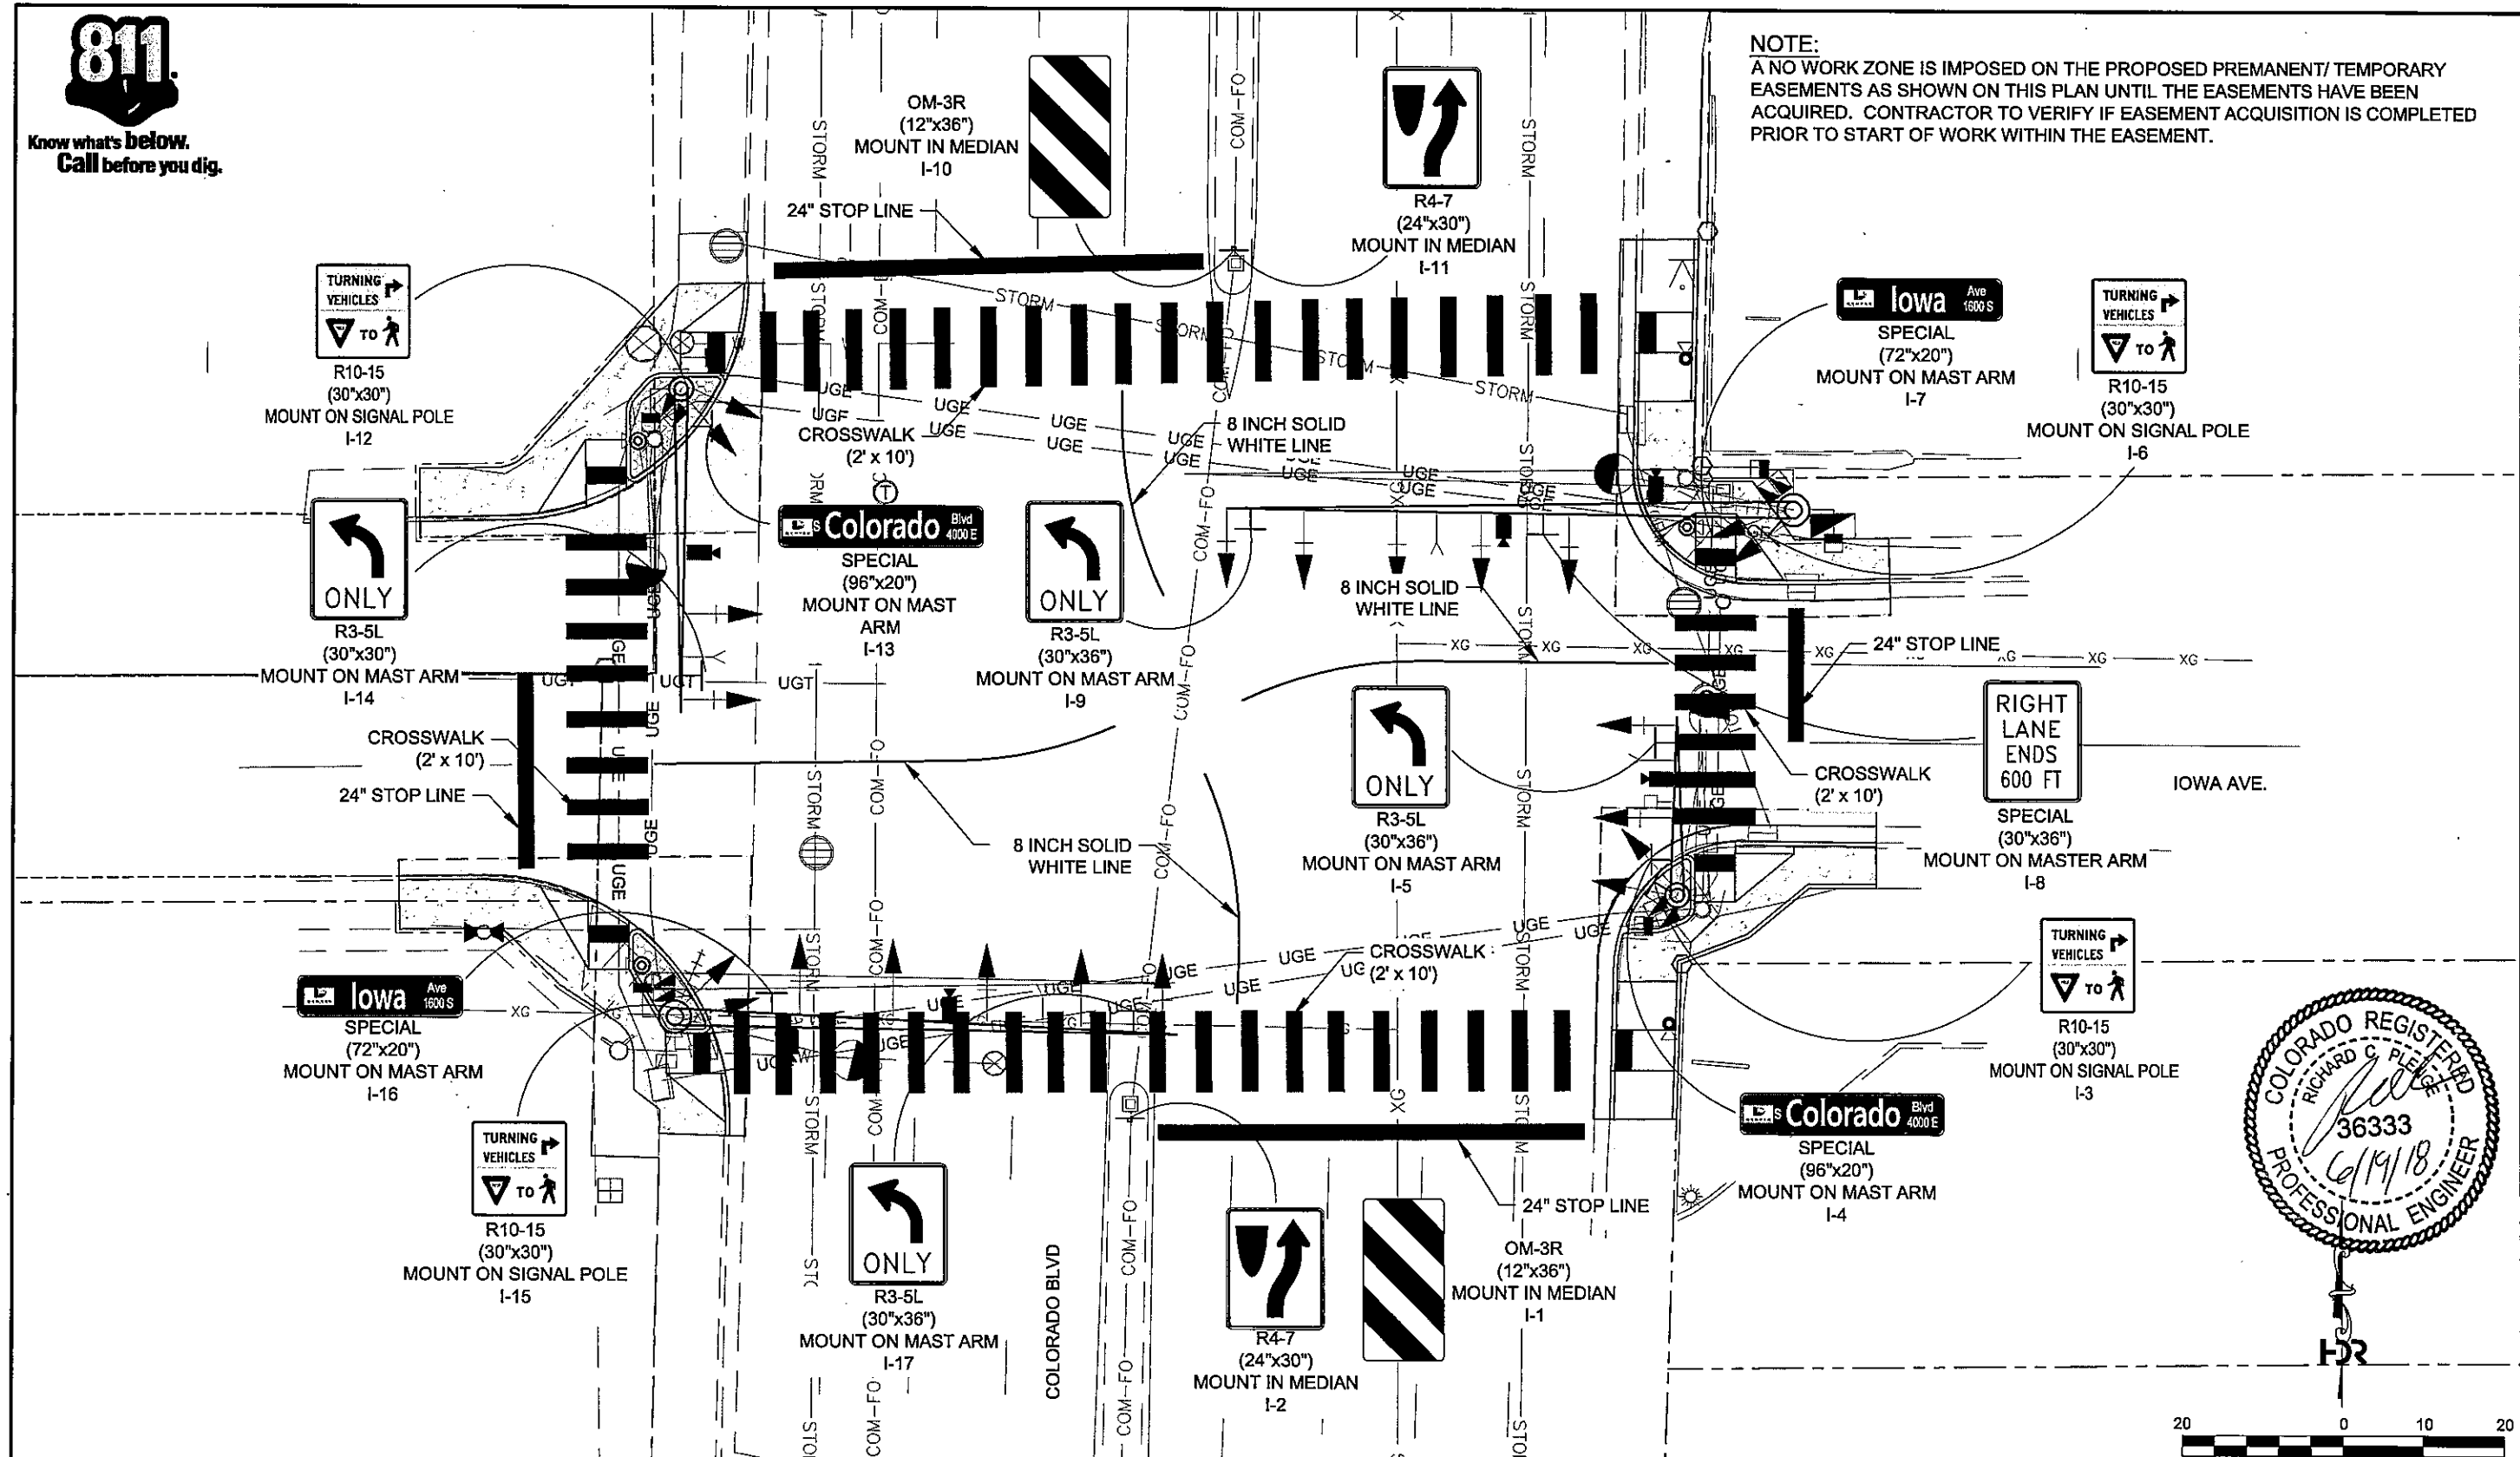 811.
Know what's below.
Call before you dig.
NOTE:
A NO WORK ZONE IS IMPOSED ON THE PROPOSED PREMANENT/ TEMPORARY
EASEMENTS AS SHOWN ON THIS PLAN UNTIL THE EASEMENTS HAVE BEEN
ACQUIRED. CONTRACTOR TO VERIFY IF EASEMENT ACQUISITION IS COMPLETED
PRIOR TO START OF WORK WITHIN THE EASEMENT.
OM-3R
(12"x36")
MOUNT IN MEDIAN
I-10
R4-7
(24"x30")
MOUNT IN MEDIAN
I-11
24" STOP LINE
TURNING
VEHICLES
TO
R10-15
(30"x30")
MOUNT ON SIGNAL POLE
I-12
Iowa Ave
1600 S
SPECIAL
(72"x20")
MOUNT ON MAST ARM
I-7
TURNING
VEHICLES
TO
R10-15
(30"x30")
MOUNT ON SIGNAL POLE
I-6
CROSSWALK
(2' x 10')
8 INCH SOLID
WHITE LINE
ONLY
R3-5L
(30"x30")
MOUNT ON MAST ARM
I-14
S Colorado Blvd
4000 E
SPECIAL
(96"x20")
MOUNT ON MAST
ARM
I-13
ONLY
R3-5L
(30"x36")
MOUNT ON MAST ARM
I-9
8 INCH SOLID
WHITE LINE
24" STOP LINE
CROSSWALK
(2' x 10')
24" STOP LINE
8 INCH SOLID
WHITE LINE
ONLY
R3-5L
(30"x36")
MOUNT ON MAST ARM
I-5
RIGHT
LANE
ENDS
600 FT
SPECIAL
(30"x36")
MOUNT ON MASTER ARM
I-8
CROSSWALK
(2' x 10')
IOWA AVE.
CROSSWALK
(2' x 10')
Iowa Ave
1600 S
SPECIAL
(72"x20")
MOUNT ON MAST ARM
I-16
TURNING
VEHICLES
TO
R10-15
(30"x30")
MOUNT ON SIGNAL POLE
I-3
TURNING
VEHICLES
TO
R10-15
(30"x30")
MOUNT ON SIGNAL POLE
I-15
ONLY
R3-5L
(30"x36")
MOUNT ON MAST ARM
I-17
COLORADO BLVD
R4-7
(24"x30")
MOUNT IN MEDIAN
I-2
24" STOP LINE
OM-3R
(12"x36")
MOUNT IN MEDIAN
I-1
S Colorado Blvd
4000 E
SPECIAL
(96"x20")
MOUNT ON MAST ARM
I-4
COLORADO REGISTERED
RICHARD C. PLENGE
36333
6/19/18
PROFESSIONAL ENGINEER
HDR
20 0 10 20
STORM
COM-FO
UGE
XG
UGT
T